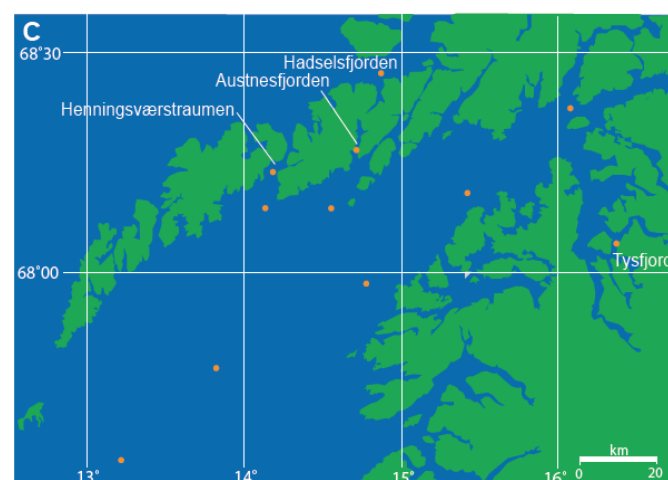 C
68°30
Hadselsfjorden
Austnesfjorden
Henningsværstraumen
68°00
Tysfjord
km
0 20
13° 14° 15° 16°